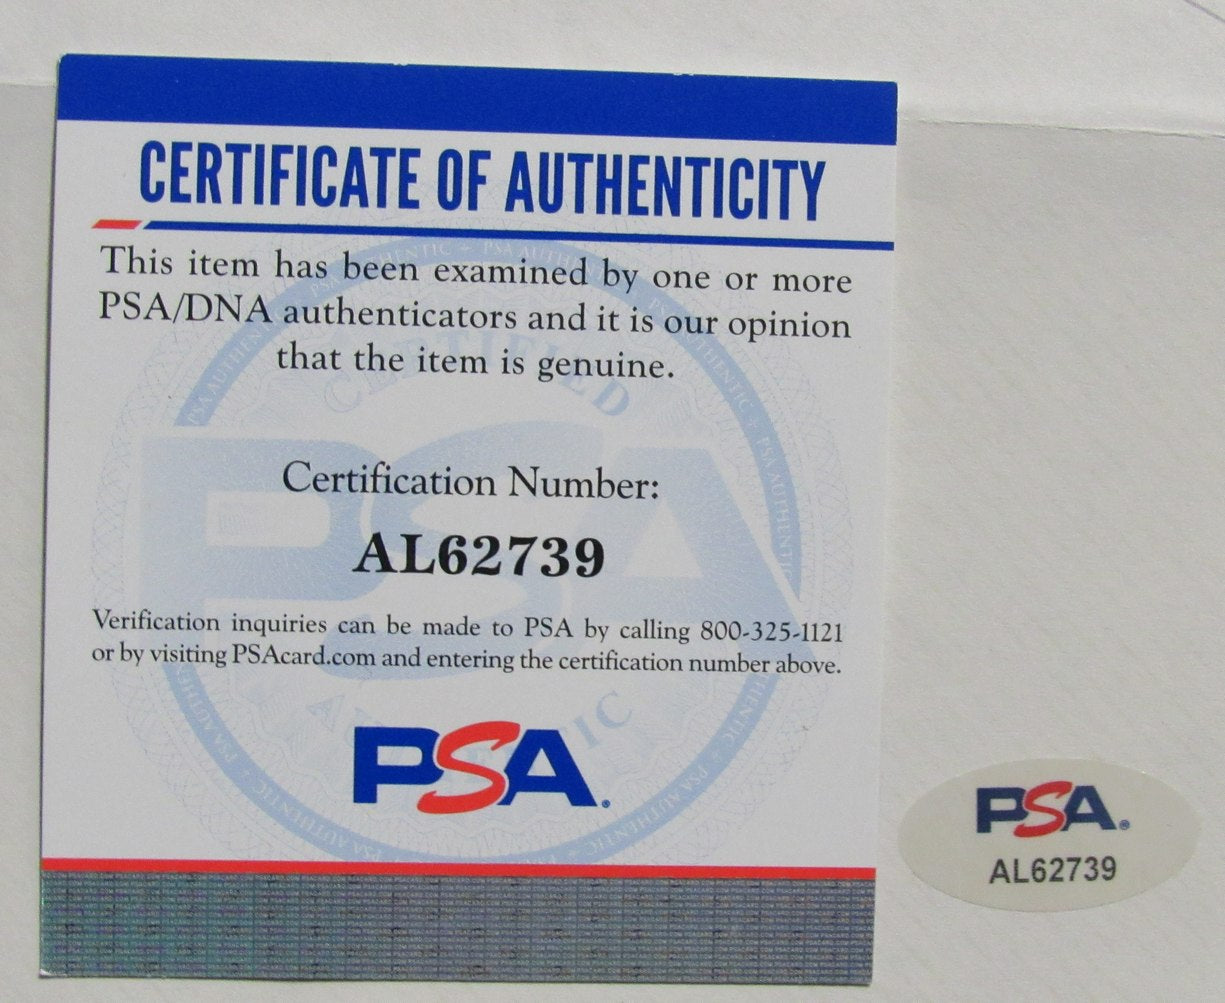 CERTIFICATE OF AUTHENTICITY
This item has been examined by one or more
PSA/DNA authenticators and it is our opinion
that the item is genuine.
Certification Number:
AL62739
Verification inquiries can be made to PSA by calling 800-325-1121
or by visiting PSAcard.com and entering the certification number above.
PSA.
PSA.
AL62739